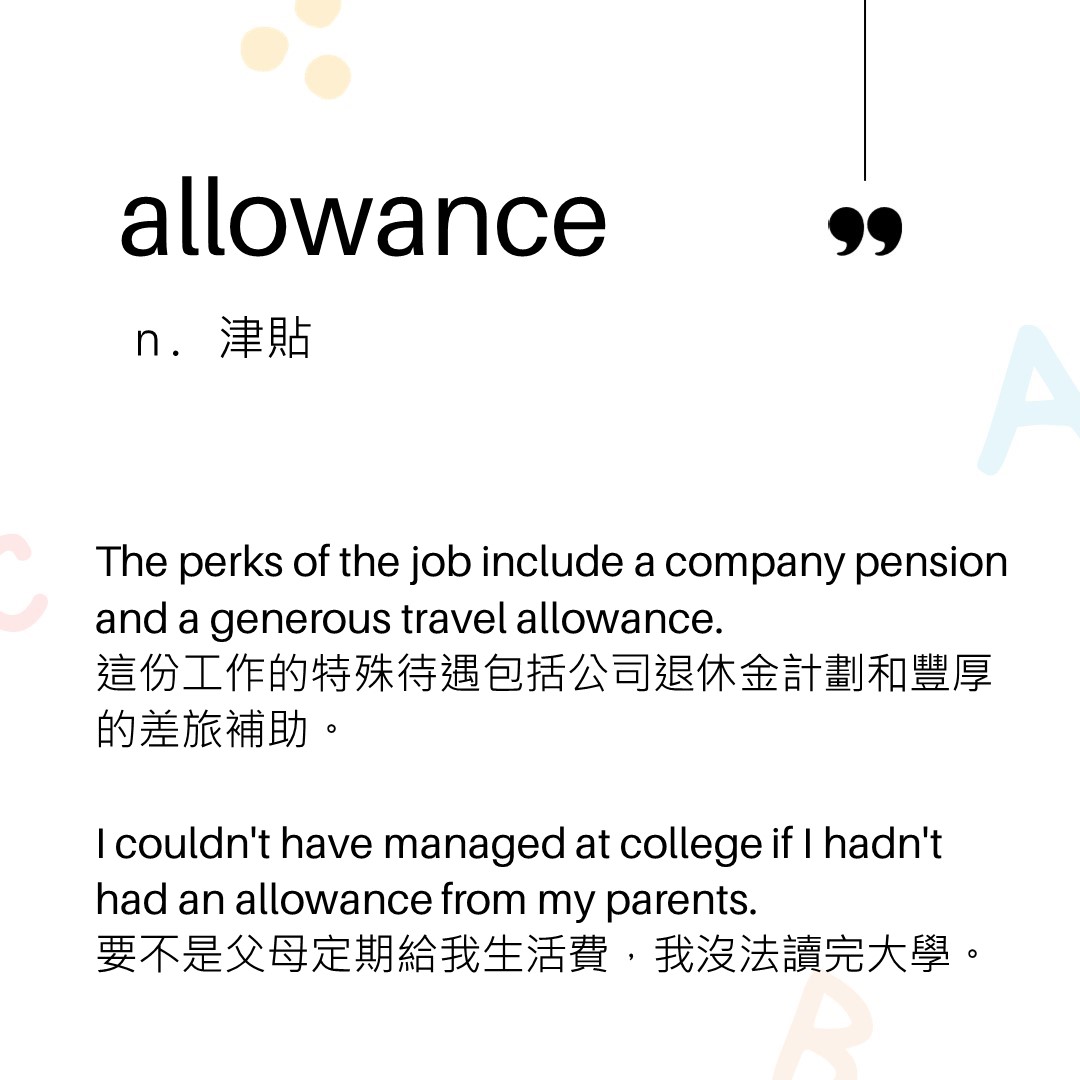 allowance
”
n. 津貼
A
C
The perks of the job include a company pension
and a generous travel allowance.
這份工作的特殊待遇包括公司退休金計劃和豐厚
的差旅補助。
I couldn't have managed at college if I hadn't
had an allowance from my parents.
要不是父母定期給我生活費，我沒法讀完大學。
B